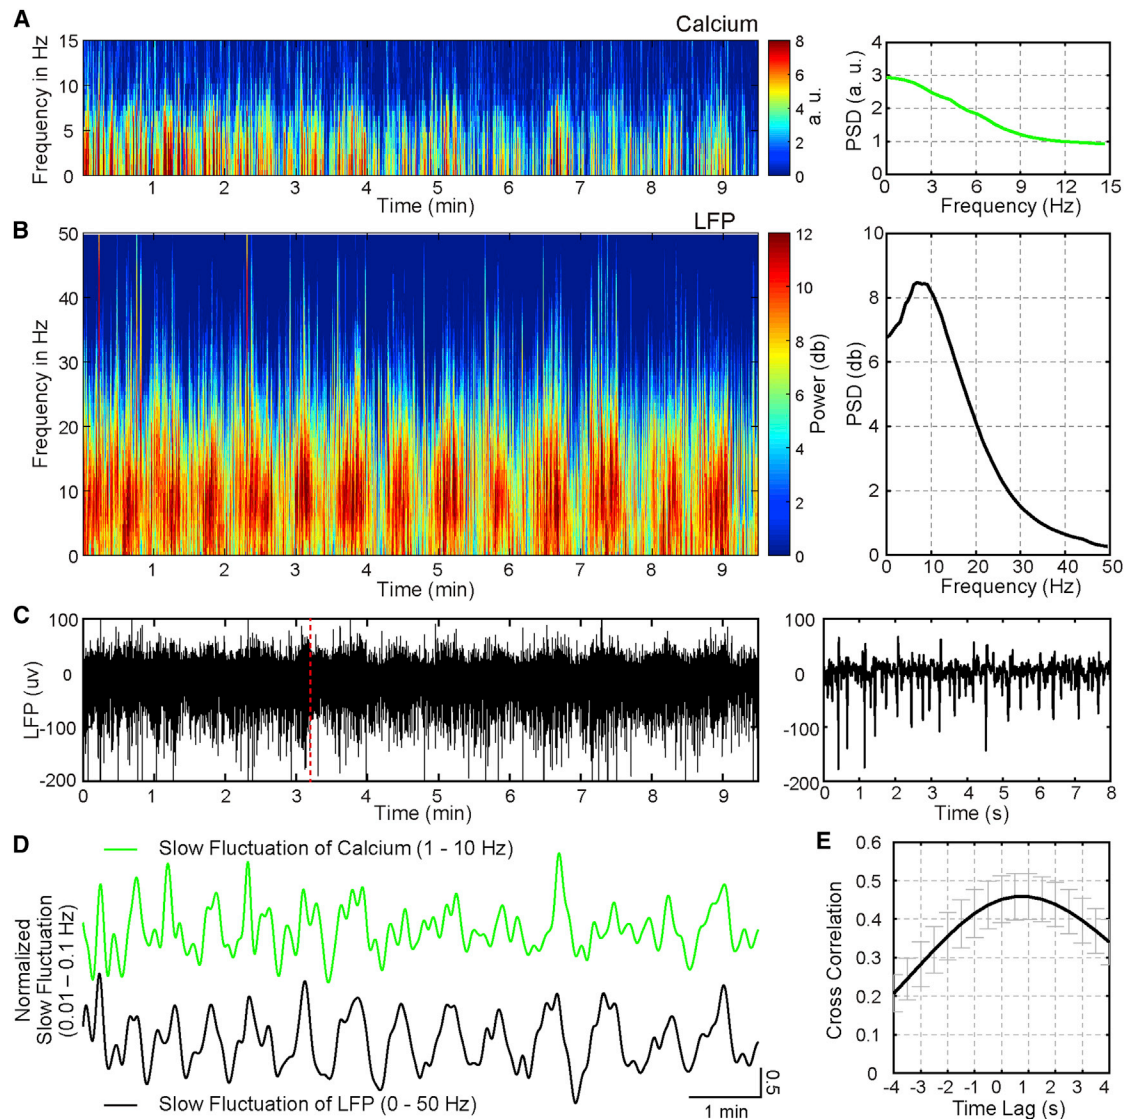 A
Calcium
Frequency in Hz
15
10
5
0
1 2 3 4 5 6 7 8 9
Time (min)
8
6
4
2
0
a. u.
PSD (a. u.)
4
3
2
1
0
0 3 6 9 12 15
Frequency (Hz)
B
LFP
Frequency in Hz
50
40
30
20
10
0
1 2 3 4 5 6 7 8 9
Time (min)
12
10
8
6
4
2
0
Power (db)
PSD (db)
10
8
6
4
2
0
0 10 20 30 40 50
Frequency (Hz)
C
LFP (uv)
100
0
-100
-200
0 1 2 3 4 5 6 7 8 9
Time (min)
100
0
-100
-200
0 1 2 3 4 5 6 7 8
Time (s)
D
Slow Fluctuation of Calcium (1 - 10 Hz)
Normalized
Slow Fluctuation
(0.01–0.1 Hz)
Slow Fluctuation of LFP (0 - 50 Hz)
0.5
1 min
E
Cross Correlation
0.6
0.5
0.4
0.3
0.2
0.1
0
-4 -3 -2 -1 0 1 2 3 4
Time Lag (s)